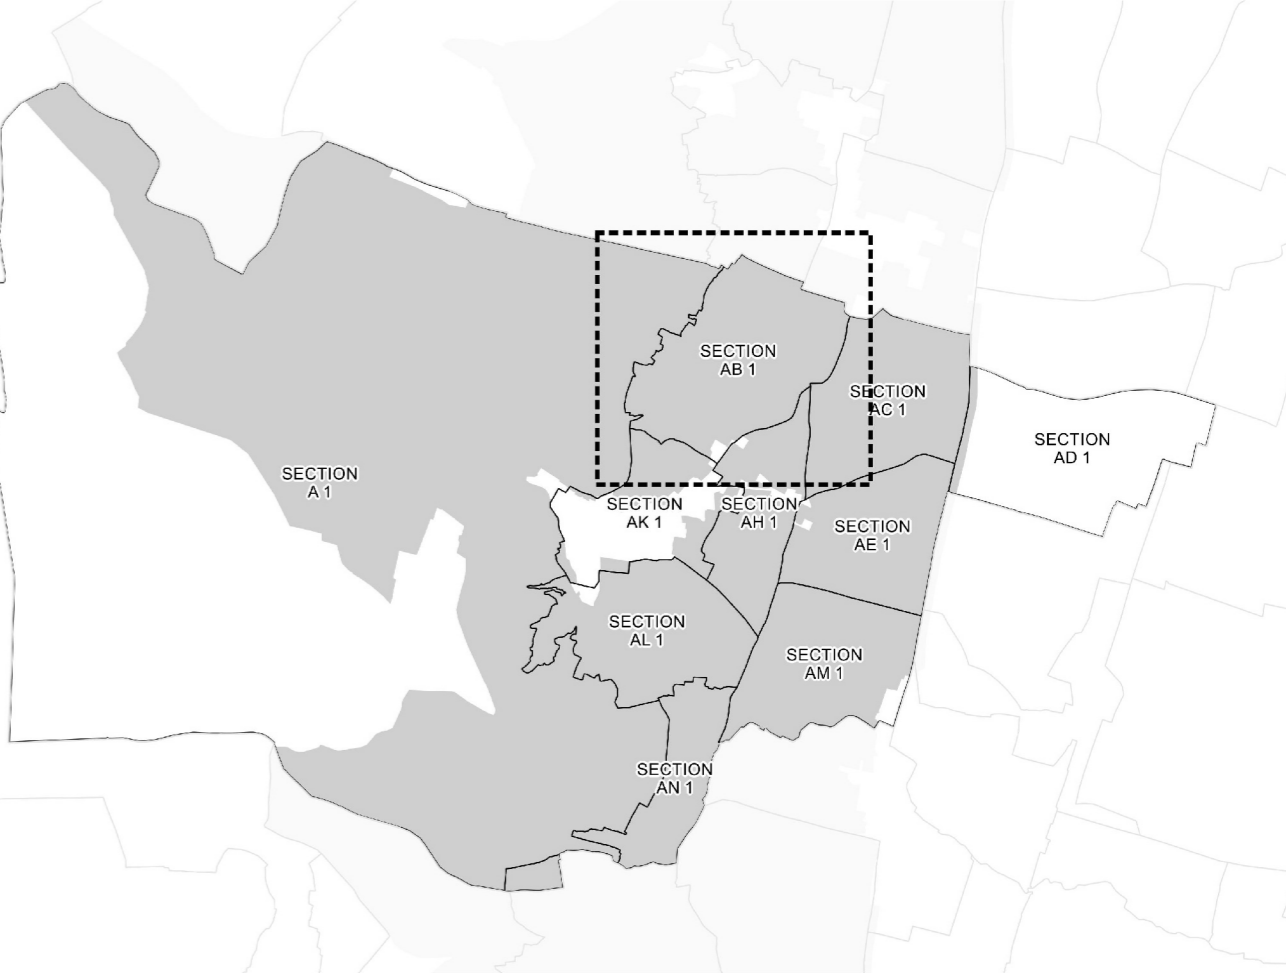 SECTION
AB 1
SECTION
AC 1
SECTION
AD 1
SECTION
A 1
SECTION
AK 1
SECTION
AH 1
SECTION
AE 1
SECTION
AL 1
SECTION
AM 1
SECTION
AN 1